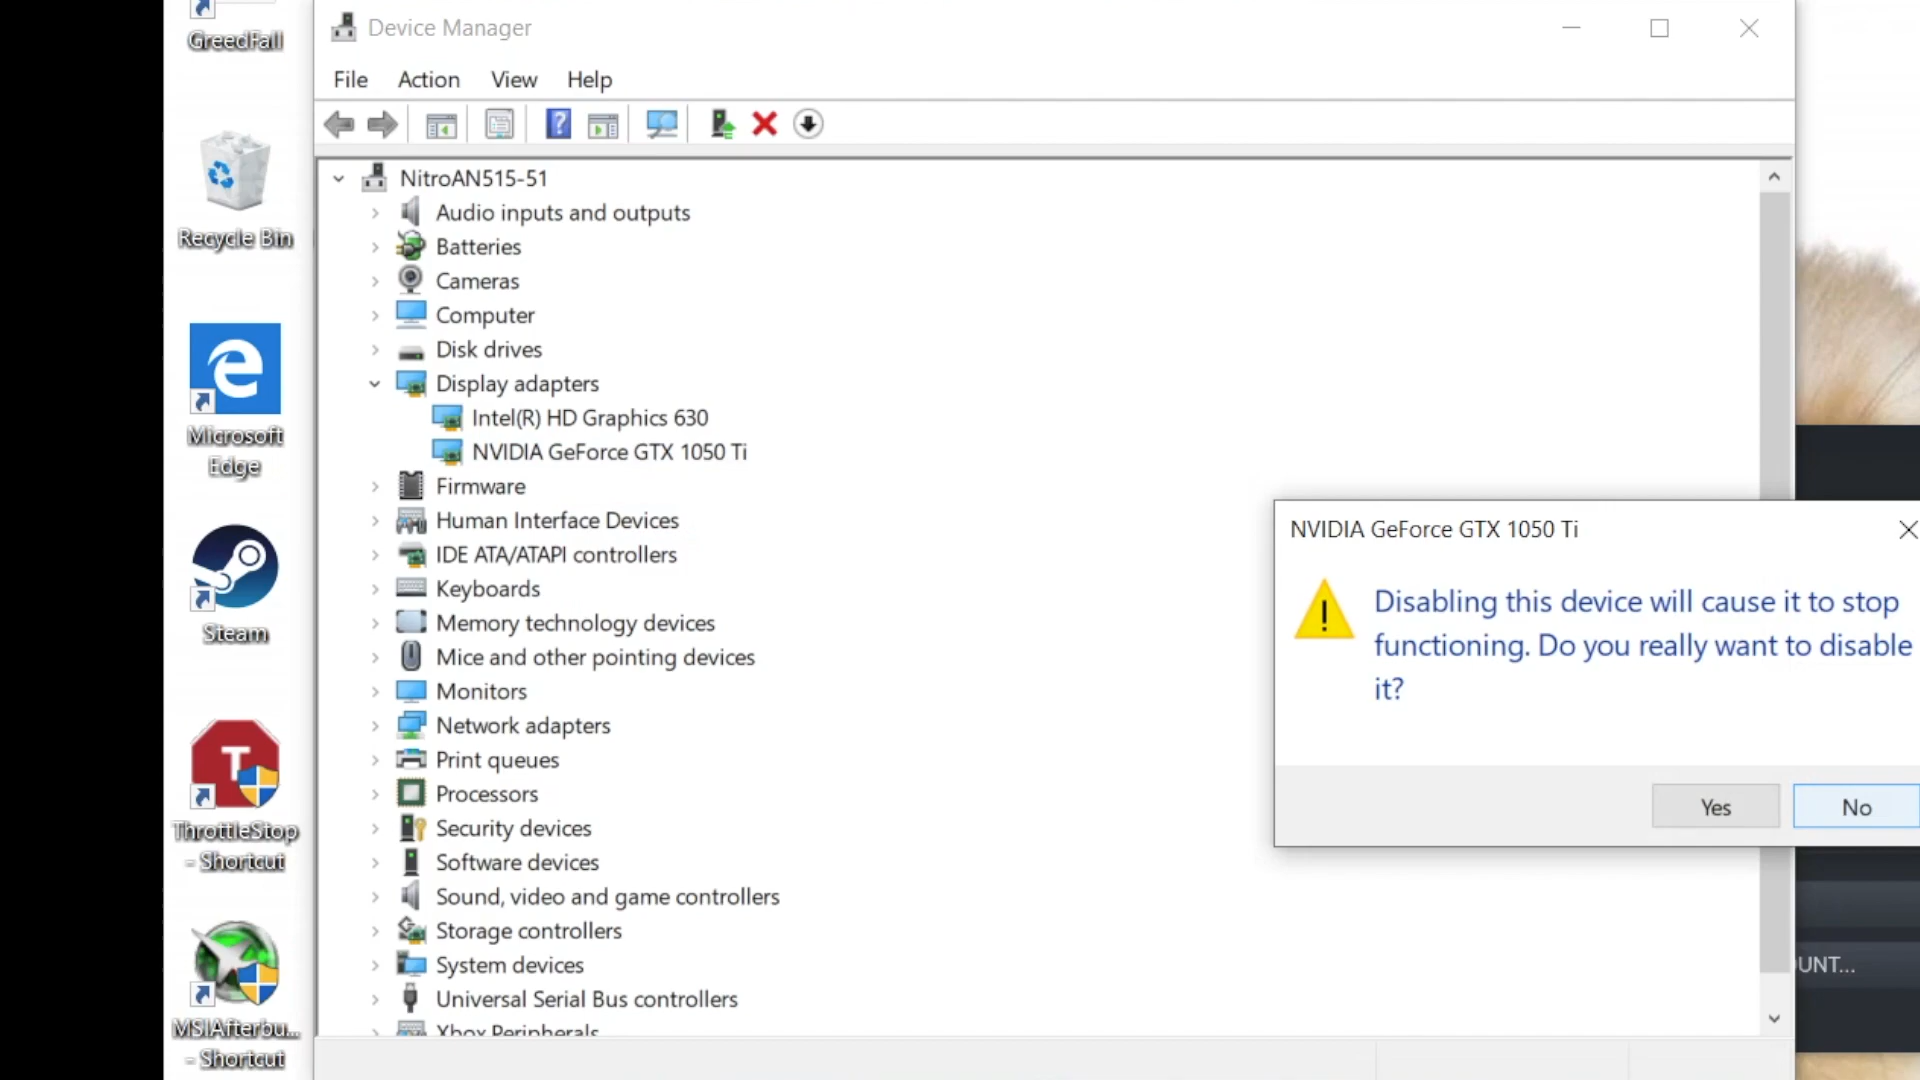 GreedFall
Recycle Bin
Microsoft
Edge
Steam
ThrottleStop
- Shortcut
MSIAfterbu...
- Shortcut
Device Manager
File Action View Help
NitroAN515-51
Audio inputs and outputs
Batteries
Cameras
Computer
Disk drives
Display adapters
Intel(R) HD Graphics 630
NVIDIA GeForce GTX 1050 Ti
Firmware
Human Interface Devices
IDE ATA/ATAPI controllers
Keyboards
Memory technology devices
Mice and other pointing devices
Monitors
Network adapters
Print queues
Processors
Security devices
Software devices
Sound, video and game controllers
Storage controllers
System devices
Universal Serial Bus controllers
Xbox Peripherals
NVIDIA GeForce GTX 1050 Ti
Disabling this device will cause it to stop
functioning. Do you really want to disable
it?
Yes No
OUNT...